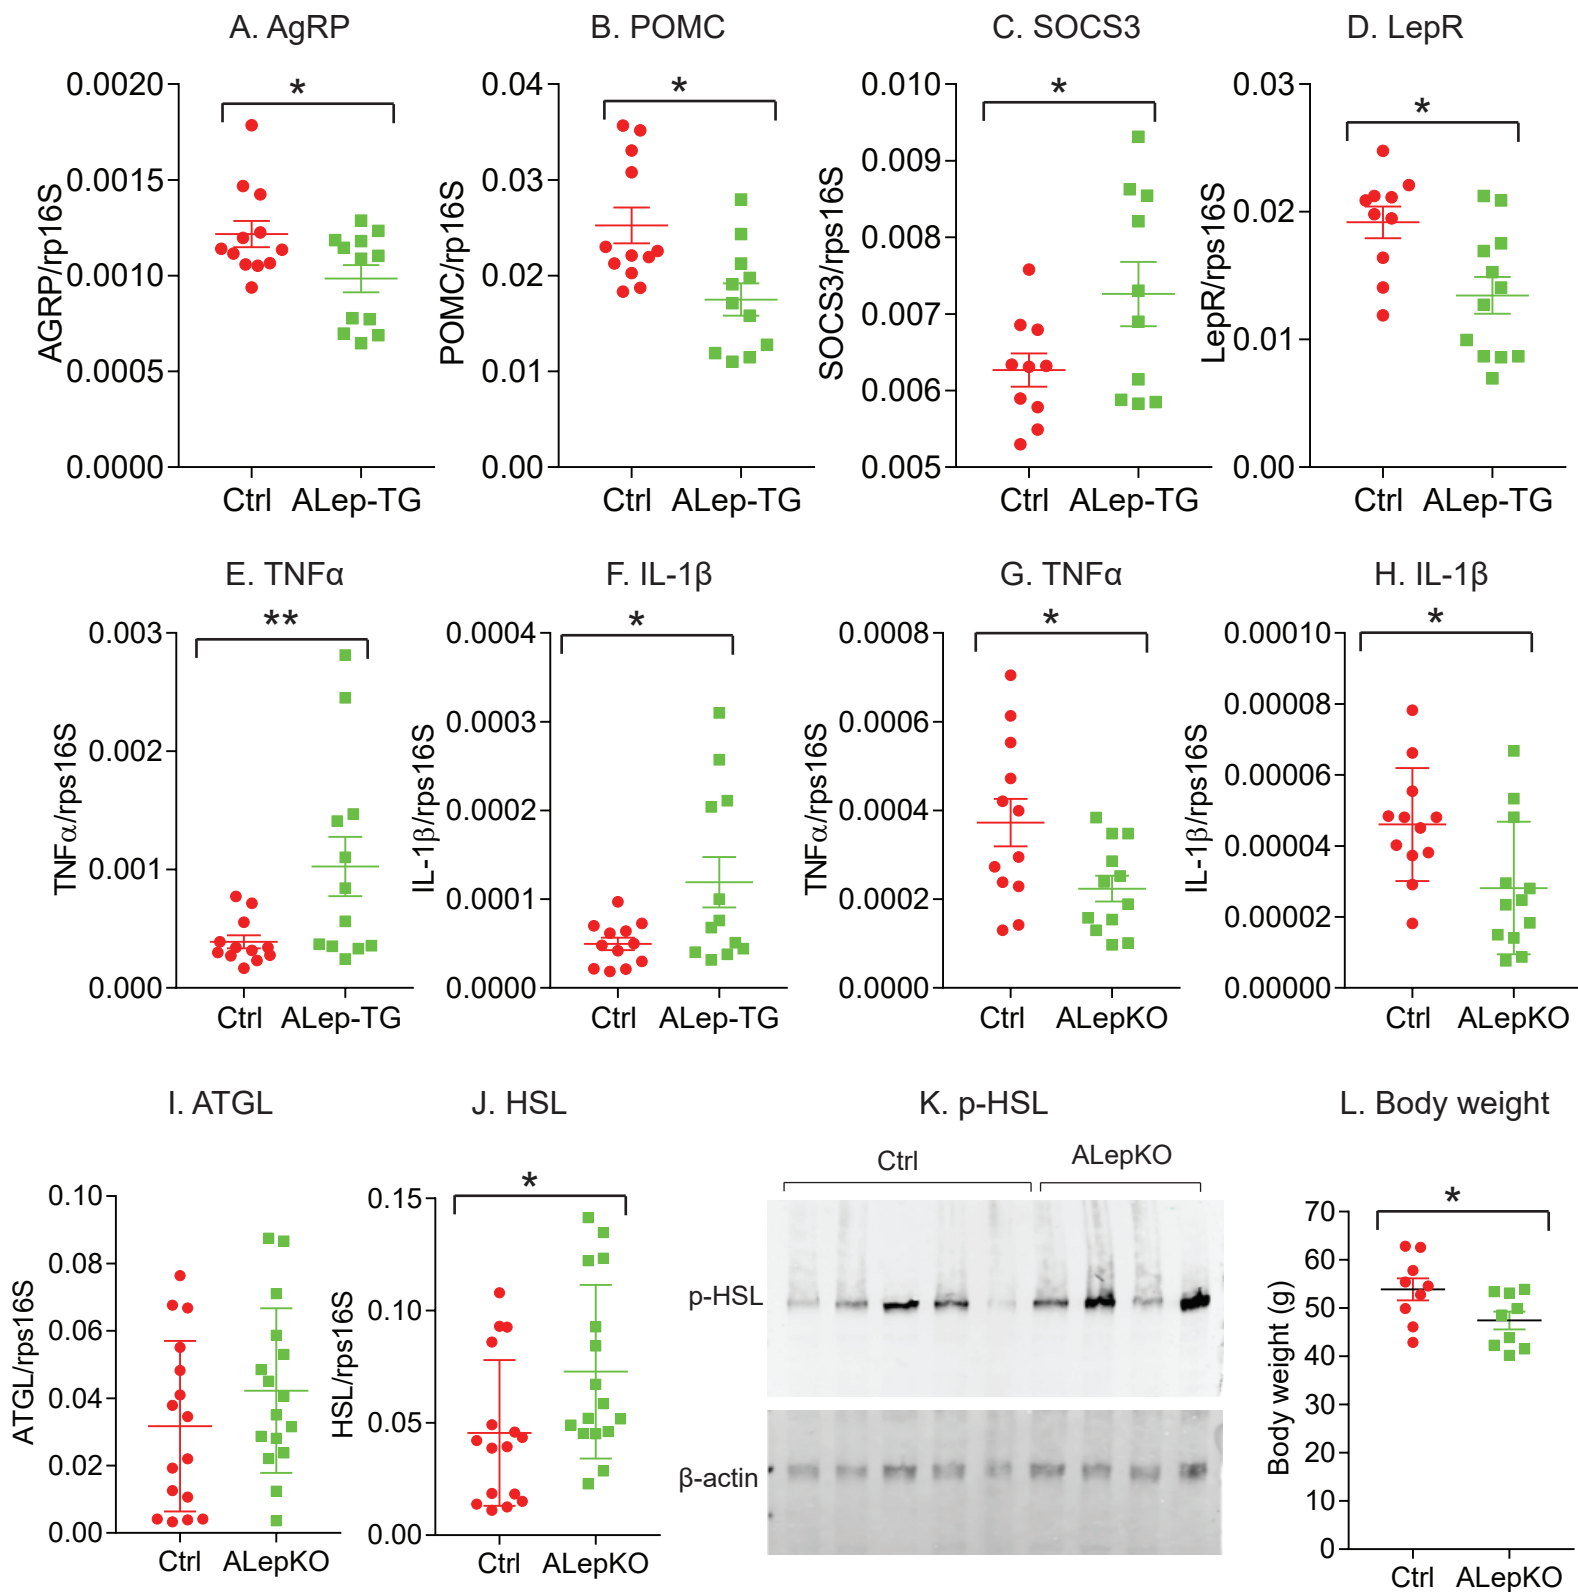 A. AgRP
B. POMC
C. SOCS3
D. LepR
0.0020
0.0015
0.0010
0.0005
0.0000
AGRP/rp16S
*
Ctrl ALep-TG
0.04
0.03
0.02
0.01
0.00
POMC/rp16S
*
Ctrl ALep-TG
0.010
0.009
0.008
0.007
0.006
0.005
SOCS3/rps16S
*
Ctrl ALep-TG
0.03
0.02
0.01
0.00
LepR/rps16S
*
Ctrl ALep-TG
E. TNFα
F. IL-1β
G. TNFα
H. IL-1β
0.003
0.002
0.001
0.000
TNFα/rps16S
**
Ctrl ALep-TG
0.0004
0.0003
0.0002
0.0001
0.0000
IL-1β/rps16S
*
Ctrl ALep-TG
0.0008
0.0006
0.0004
0.0002
0.0000
TNFα/rps16S
*
Ctrl ALepKO
0.00010
0.00008
0.00006
0.00004
0.00002
0.00000
IL-1β/rps16S
*
Ctrl ALepKO
I. ATGL
J. HSL
K. p-HSL
L. Body weight
0.10
0.08
0.06
0.04
0.02
0.00
ATGL/rps16S
Ctrl ALepKO
0.15
0.10
0.05
0.00
HSL/rps16S
*
Ctrl ALepKO
Ctrl
ALepKO
p-HSL
β-actin
70
60
50
40
30
20
10
0
Body weight (g)
*
Ctrl ALepKO